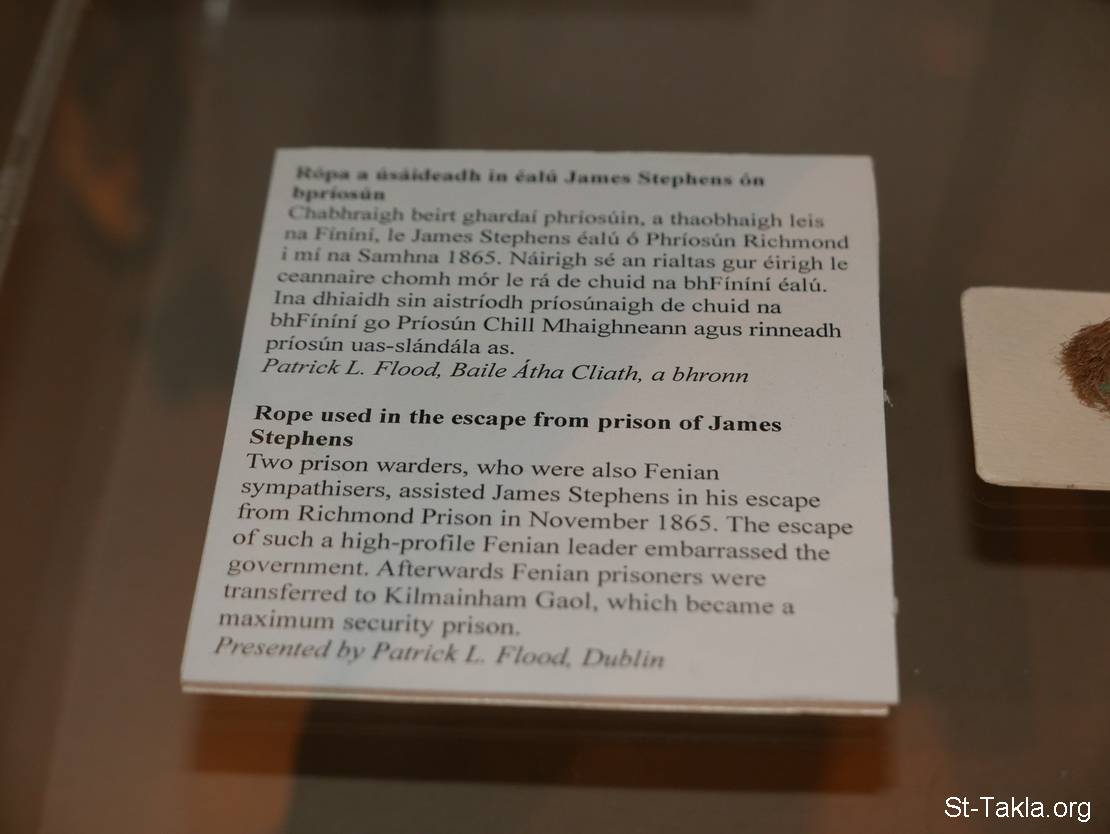 Rópa a úsáideadh in éalú James Stephens ón
bpríosún
Chabhraigh beirt ghardaí phríosúin, a thaobhaigh leis
na Fíníní, le James Stephens éalú ó Phríosún Richmond
i mí na Samhna 1865. Náirigh sé an rialtas gur éirigh le
ceannaire chomh mór le rá de chuid na bhFíníní éalú.
Ina dhiaidh sin aistríodh príosúnaigh de chuid na
bhFíníní go Príosún Chill Mhaighneann agus rinneadh
príosún uas-slándála as.
Patrick L. Flood, Baile Átha Cliath, a bhronn
Rope used in the escape from prison of James
Stephens
Two prison warders, who were also Fenian
sympathisers, assisted James Stephens in his escape
from Richmond Prison in November 1865. The escape
of such a high-profile Fenian leader embarrassed the
government. Afterwards Fenian prisoners were
transferred to Kilmainham Gaol, which became a
maximum security prison.
Presented by Patrick L. Flood, Dublin
St-Takla.org